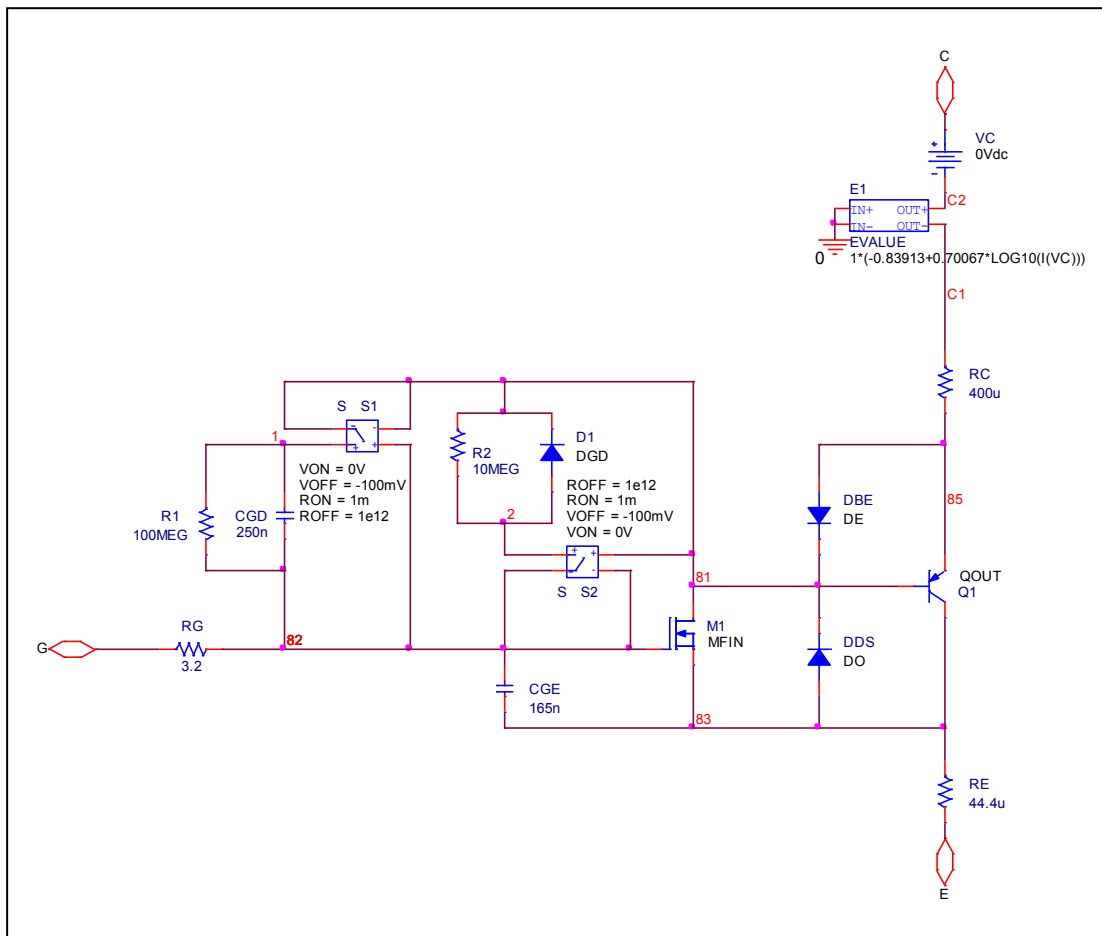 C
VC
+
0Vdc
-
E1
C2
IN+ OUT+
IN- OUT-
EVALUE
0
1*(-0.83913+0.70067*LOG10(I(VC)))
C1
RC
400u
S S1
- -
+ +
1
VON = 0V
VOFF = -100mV
RON = 1m
ROFF = 1e12
R1
100MEG
CGD
250n
R2
10MEG
D1
DGD
ROFF = 1e12
RON = 1m
VOFF = -100mV
VON = 0V
2
+ +
- -
S S2
DBE
DE
85
81
QOUT
Q1
RG
3.2
G
82
M1
MFIN
DDS
DO
CGE
165n
83
RE
44.4u
E